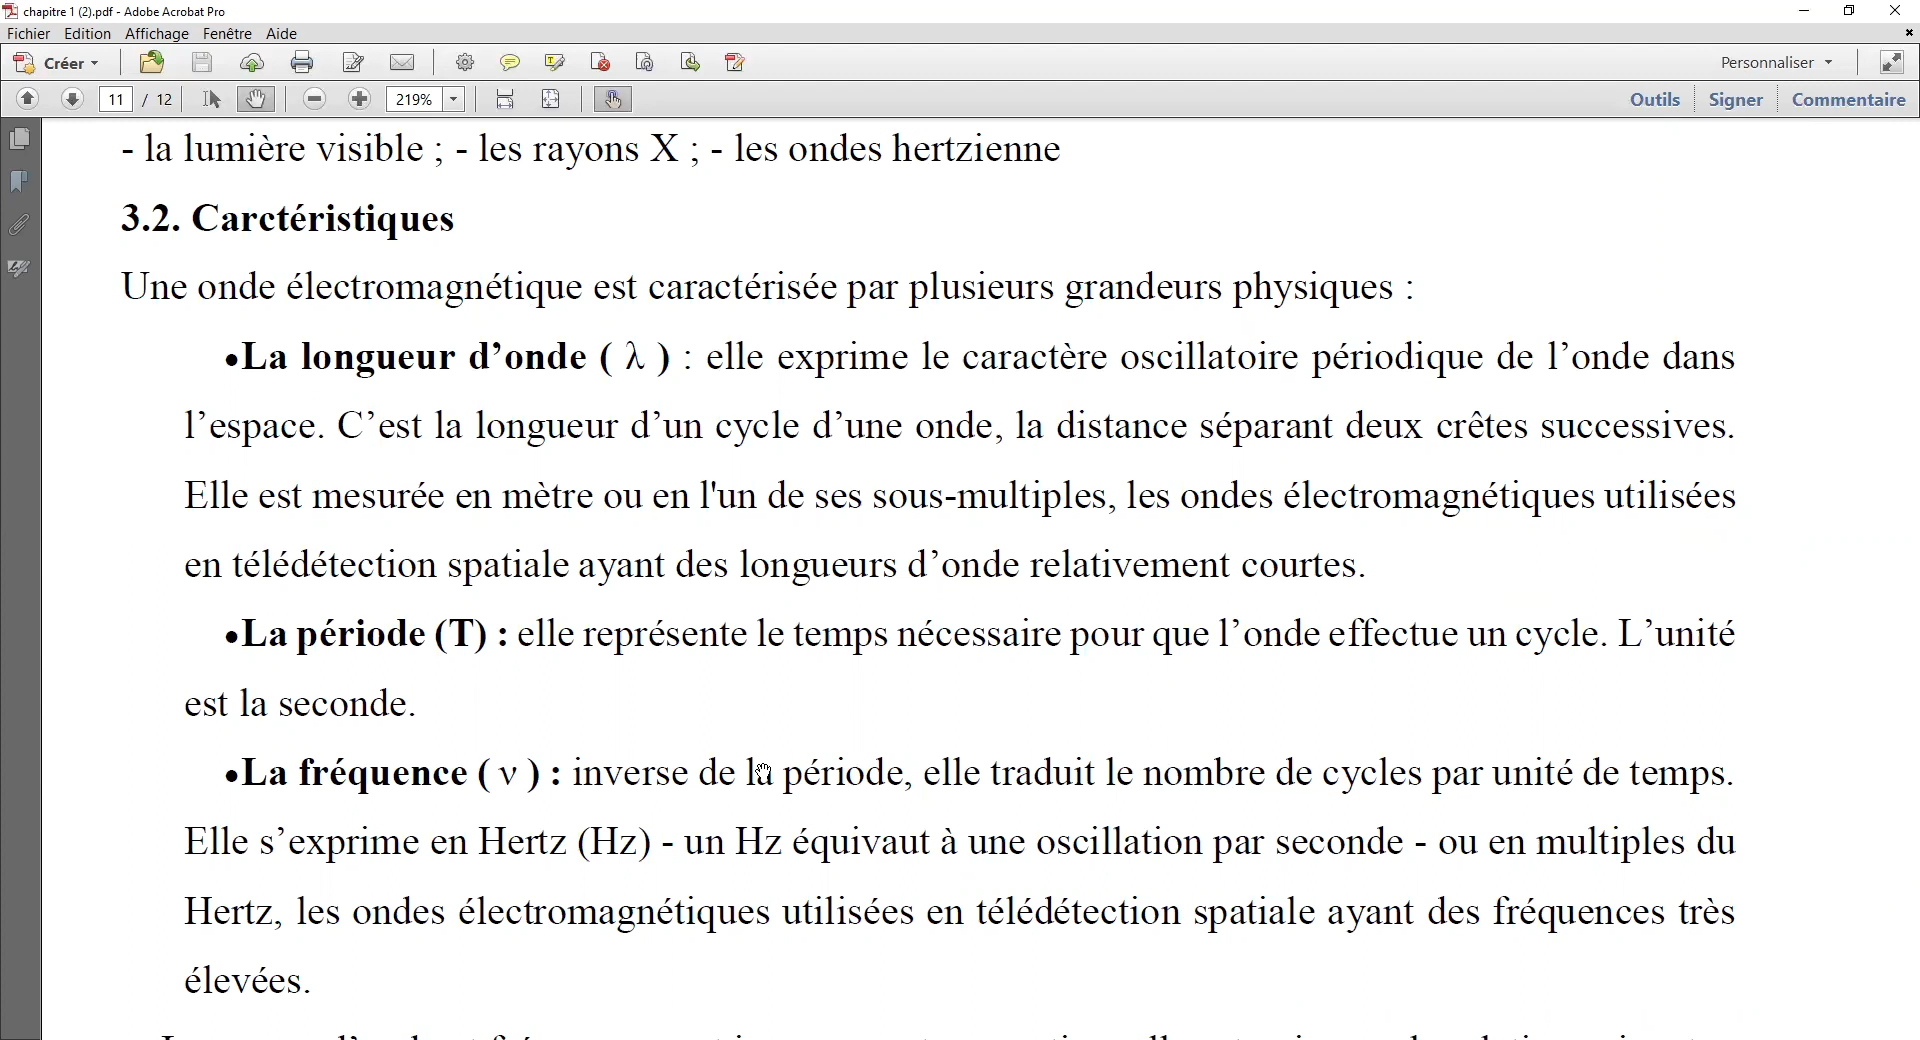 chapitre 1 (2).pdf - Adobe Acrobat Pro
Fichier Edition Affichage Fenêtre Aide
Créer Personnaliser
11 / 12 219% Outils Signer Commentaire
- la lumière visible ; - les rayons X ; - les ondes hertzienne
3.2. Carctéristiques
Une onde électromagnétique est caractérisée par plusieurs grandeurs physiques :
•La longueur d’onde ( λ ) : elle exprime le caractère oscillatoire périodique de l’onde dans
l’espace. C’est la longueur d’un cycle d’une onde, la distance séparant deux crêtes successives.
Elle est mesurée en mètre ou en l'un de ses sous-multiples, les ondes électromagnétiques utilisées
en télédétection spatiale ayant des longueurs d’onde relativement courtes.
•La période (T) : elle représente le temps nécessaire pour que l’onde effectue un cycle. L’unité
est la seconde.
•La fréquence ( ν ) : inverse de la période, elle traduit le nombre de cycles par unité de temps.
Elle s’exprime en Hertz (Hz) - un Hz équivaut à une oscillation par seconde - ou en multiples du
Hertz, les ondes électromagnétiques utilisées en télédétection spatiale ayant des fréquences très
élevées.